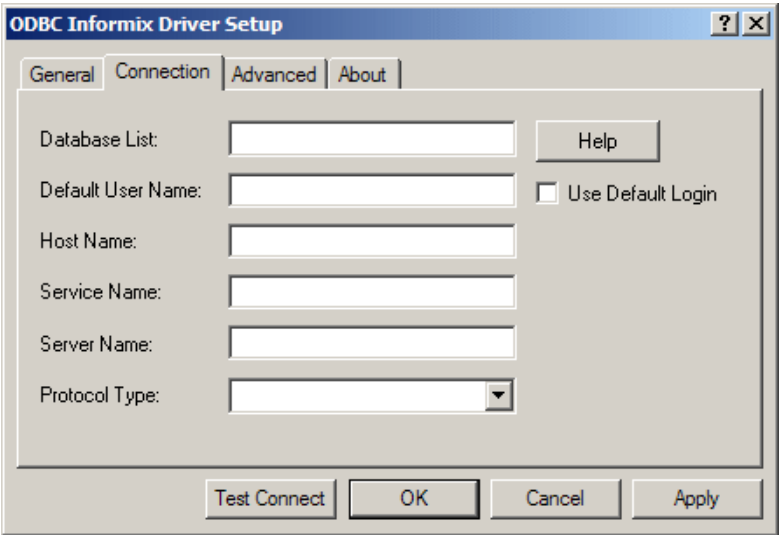 ODBC Informix Driver Setup
General Connection Advanced About
Database List:
Help
Default User Name:
Use Default Login
Host Name:
Service Name:
Server Name:
Protocol Type:
Test Connect OK Cancel Apply